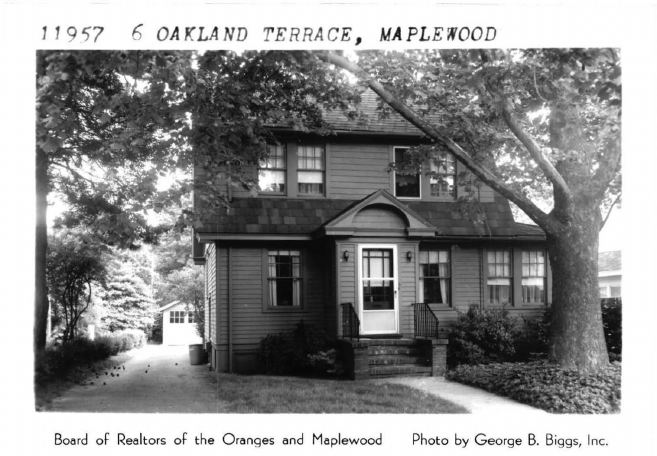 11957 6 OAKLAND TERRACE, MAPLEWOOD
Board of Realtors of the Oranges and Maplewood Photo by George B. Biggs, Inc.